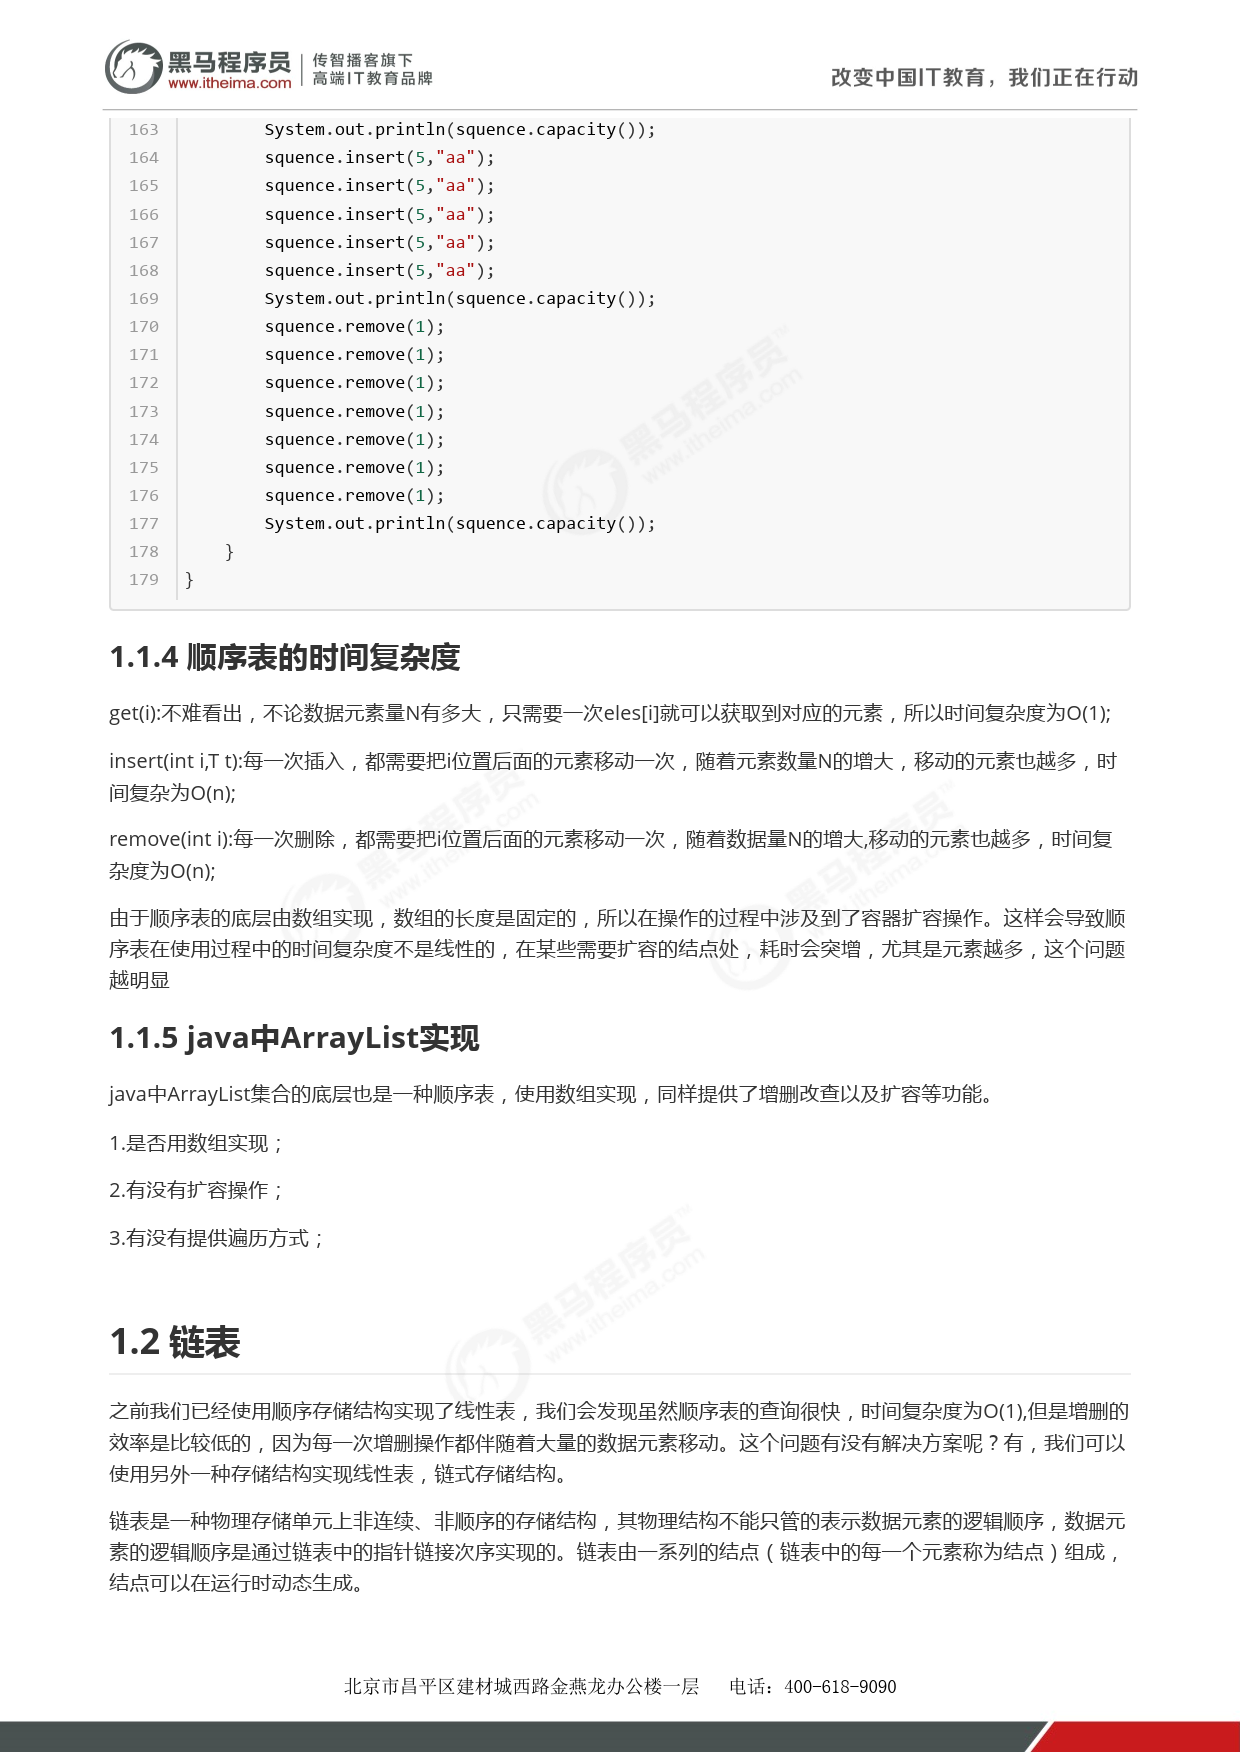 黑马程序员
www.itheima.com
传智播客旗下
高端IT教育品牌
改变中国IT教育，我们正在行动
163 System.out.println(squence.capacity());
164 squence.insert(5,"aa");
165 squence.insert(5,"aa");
166 squence.insert(5,"aa");
167 squence.insert(5,"aa");
168 squence.insert(5,"aa");
169 System.out.println(squence.capacity());
170 squence.remove(1);
171 squence.remove(1);
172 squence.remove(1);
173 squence.remove(1);
174 squence.remove(1);
175 squence.remove(1);
176 squence.remove(1);
177 System.out.println(squence.capacity());
178 }
179 }
1.1.4 顺序表的时间复杂度
get(i):不难看出，不论数据元素量N有多大，只需要一次eles[i]就可以获取到对应的元素，所以时间复杂度为O(1);
insert(int i,T t):每一次插入，都需要把i位置后面的元素移动一次，随着元素数量N的增大，移动的元素也越多，时
间复杂为O(n);
remove(int i):每一次删除，都需要把i位置后面的元素移动一次，随着数据量N的增大,移动的元素也越多，时间复
杂度为O(n);
由于顺序表的底层由数组实现，数组的长度是固定的，所以在操作的过程中涉及到了容器扩容操作。这样会导致顺
序表在使用过程中的时间复杂度不是线性的，在某些需要扩容的结点处，耗时会突增，尤其是元素越多，这个问题
越明显
1.1.5 java中ArrayList实现
java中ArrayList集合的底层也是一种顺序表，使用数组实现，同样提供了增删改查以及扩容等功能。
1.是否用数组实现；
2.有没有扩容操作；
3.有没有提供遍历方式；
1.2 链表
之前我们已经使用顺序存储结构实现了线性表，我们会发现虽然顺序表的查询很快，时间复杂度为O(1),但是增删的
效率是比较低的，因为每一次增删操作都伴随着大量的数据元素移动。这个问题有没有解决方案呢？有，我们可以
使用另外一种存储结构实现线性表，链式存储结构。
链表是一种物理存储单元上非连续、非顺序的存储结构，其物理结构不能只管的表示数据元素的逻辑顺序，数据元
素的逻辑顺序是通过链表中的指针链接次序实现的。链表由一系列的结点（链表中的每一个元素称为结点）组成，
结点可以在运行时动态生成。
北京市昌平区建材城西路金燕龙办公楼一层 电话：400-618-9090